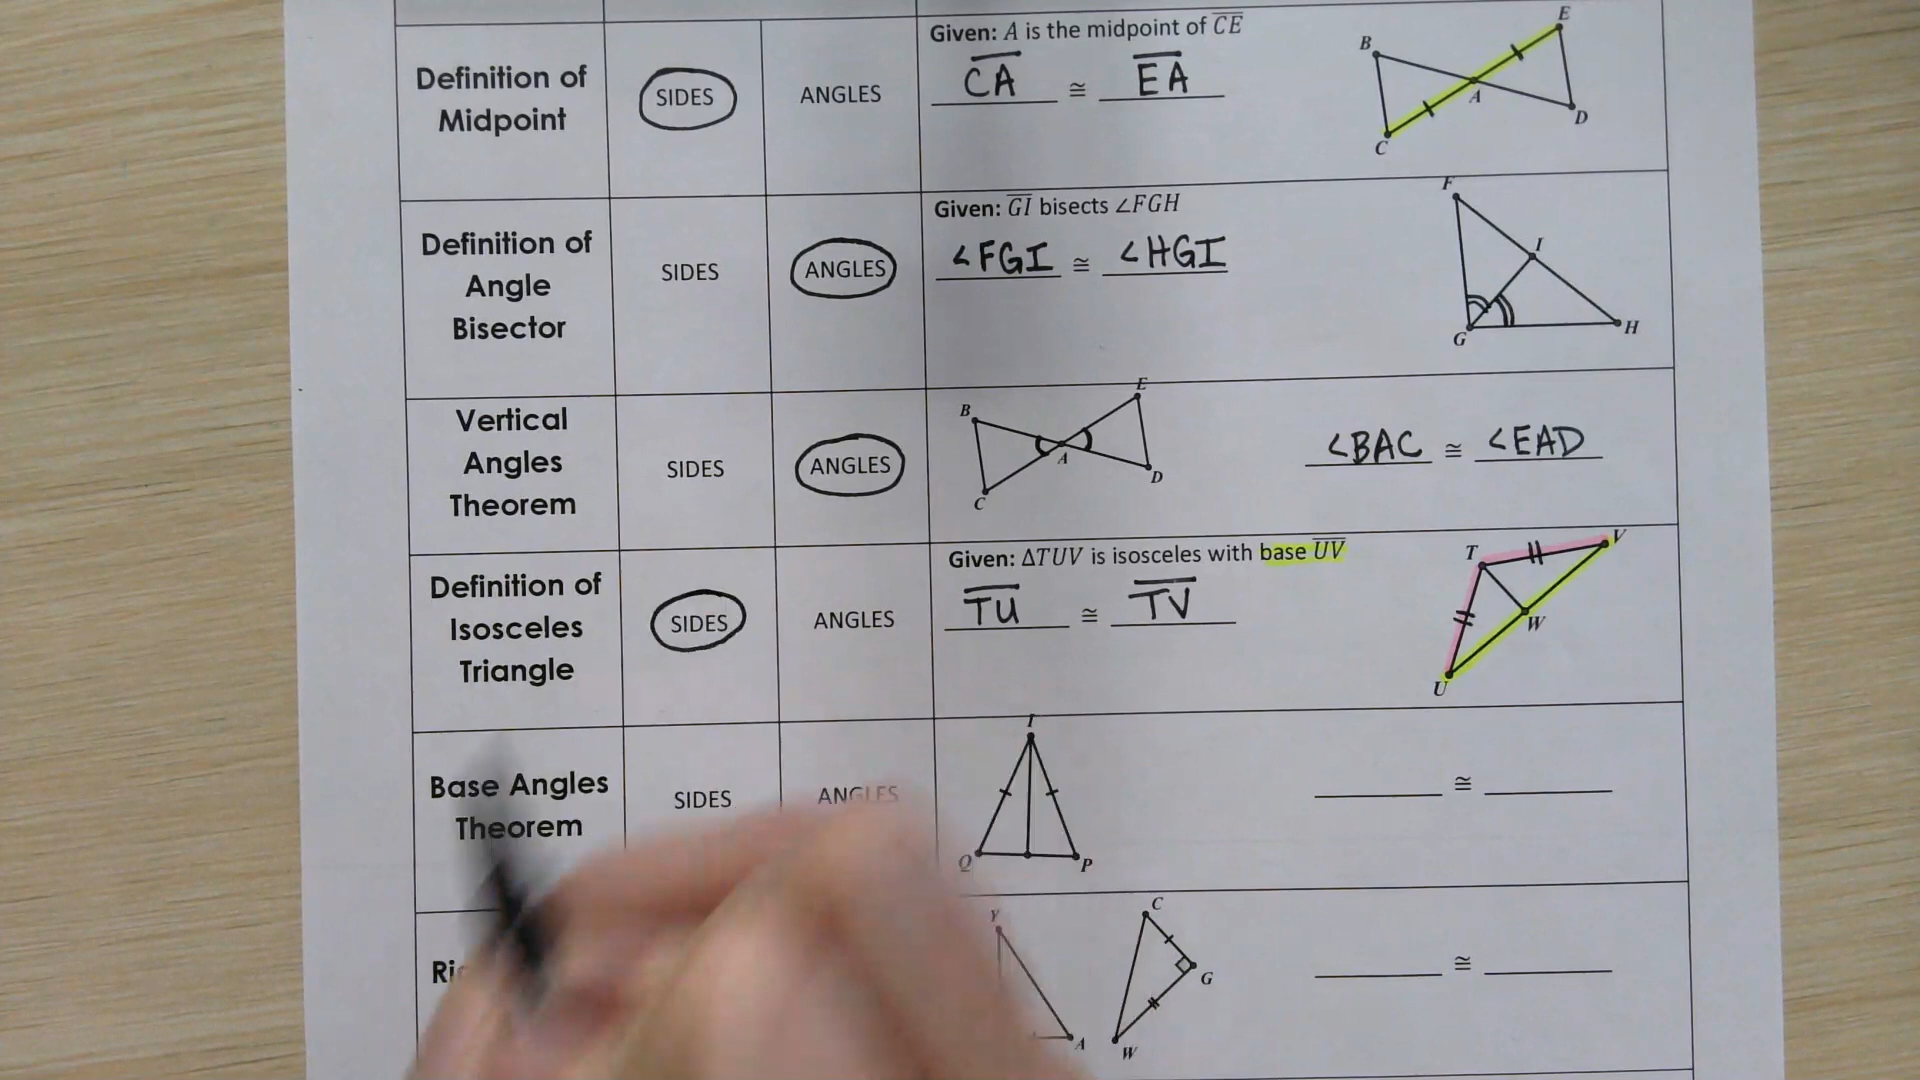 Given: A is the midpoint of CE
Definition of
Midpoint
SIDES
ANGLES
CA ≅ EA
B
E
A
C
D
Given: GI bisects ∠FGH
Definition of
Angle
Bisector
SIDES
ANGLES
∠FGI ≅ ∠HGI
F
I
G
H
Vertical
Angles
Theorem
SIDES
ANGLES
B
E
A
C
D
∠BAC ≅ ∠EAD
Given: ΔTUV is isosceles with base UV
Definition of
Isosceles
Triangle
SIDES
ANGLES
TU ≅ TV
T
V
W
U
Base Angles
Theorem
SIDES
ANGLES
Q
P
≅
Y
A
C
G
W
≅